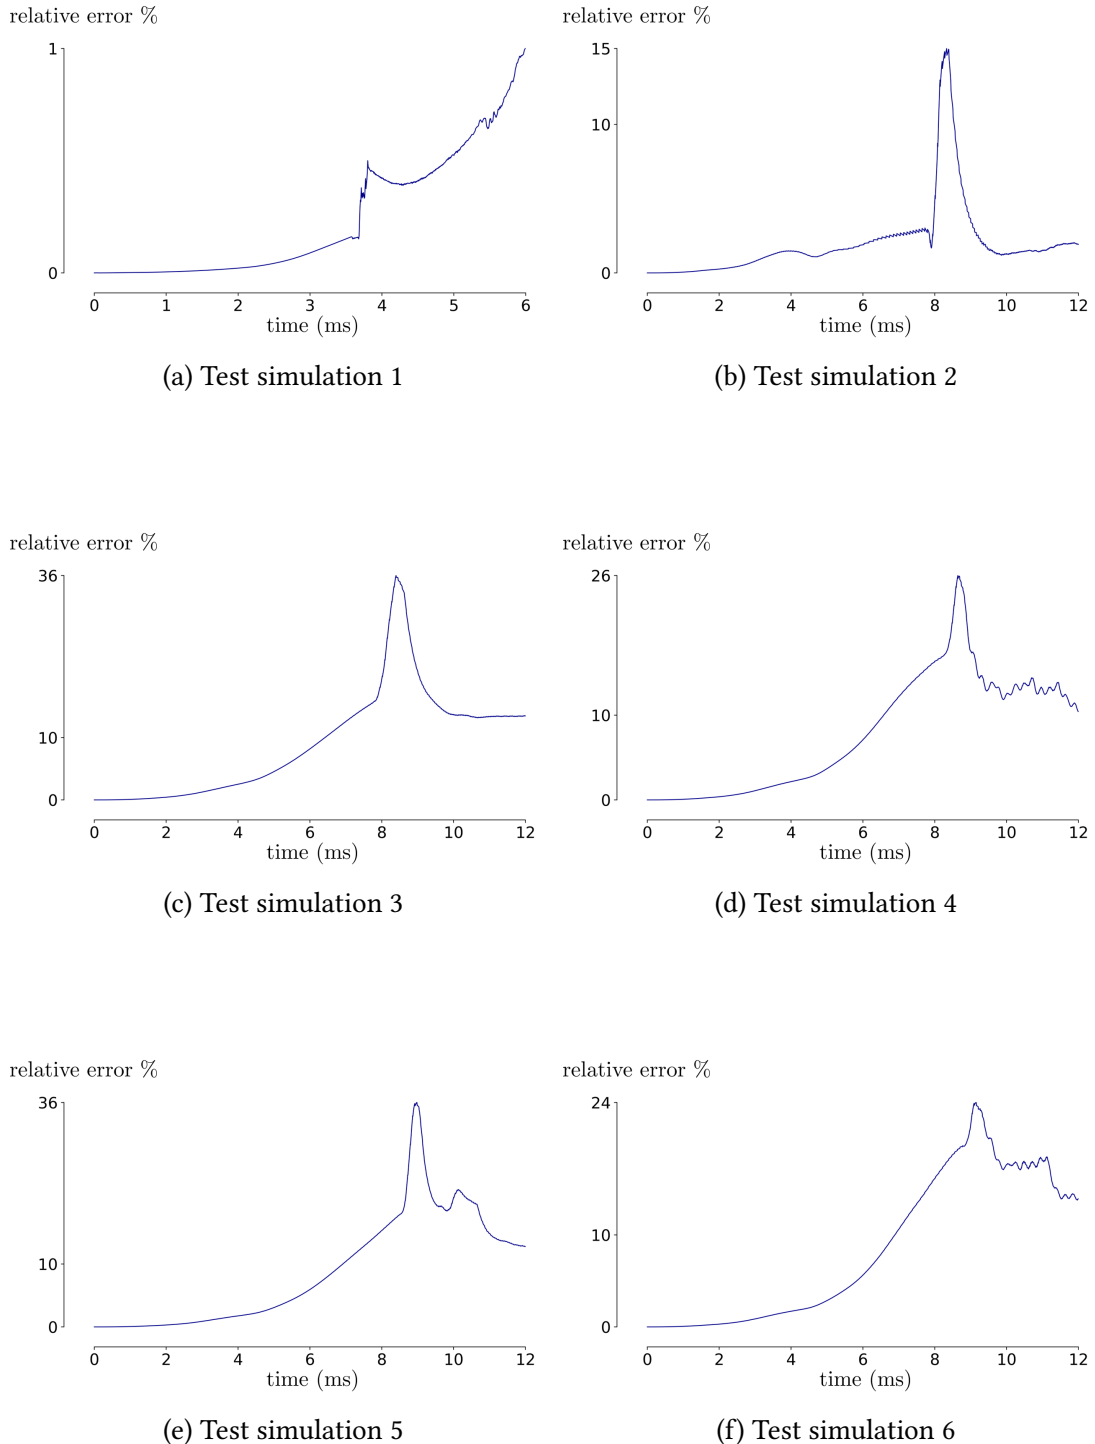 relative error %
1
0
0 1 2 3 4 5 6
time (ms)
(a) Test simulation 1
relative error %
15
10
0
0 2 4 6 8 10 12
time (ms)
(b) Test simulation 2
relative error %
36
10
0
0 2 4 6 8 10 12
time (ms)
(c) Test simulation 3
relative error %
26
10
0
0 2 4 6 8 10 12
time (ms)
(d) Test simulation 4
relative error %
36
10
0
0 2 4 6 8 10 12
time (ms)
(e) Test simulation 5
relative error %
24
10
0
0 2 4 6 8 10 12
time (ms)
(f) Test simulation 6